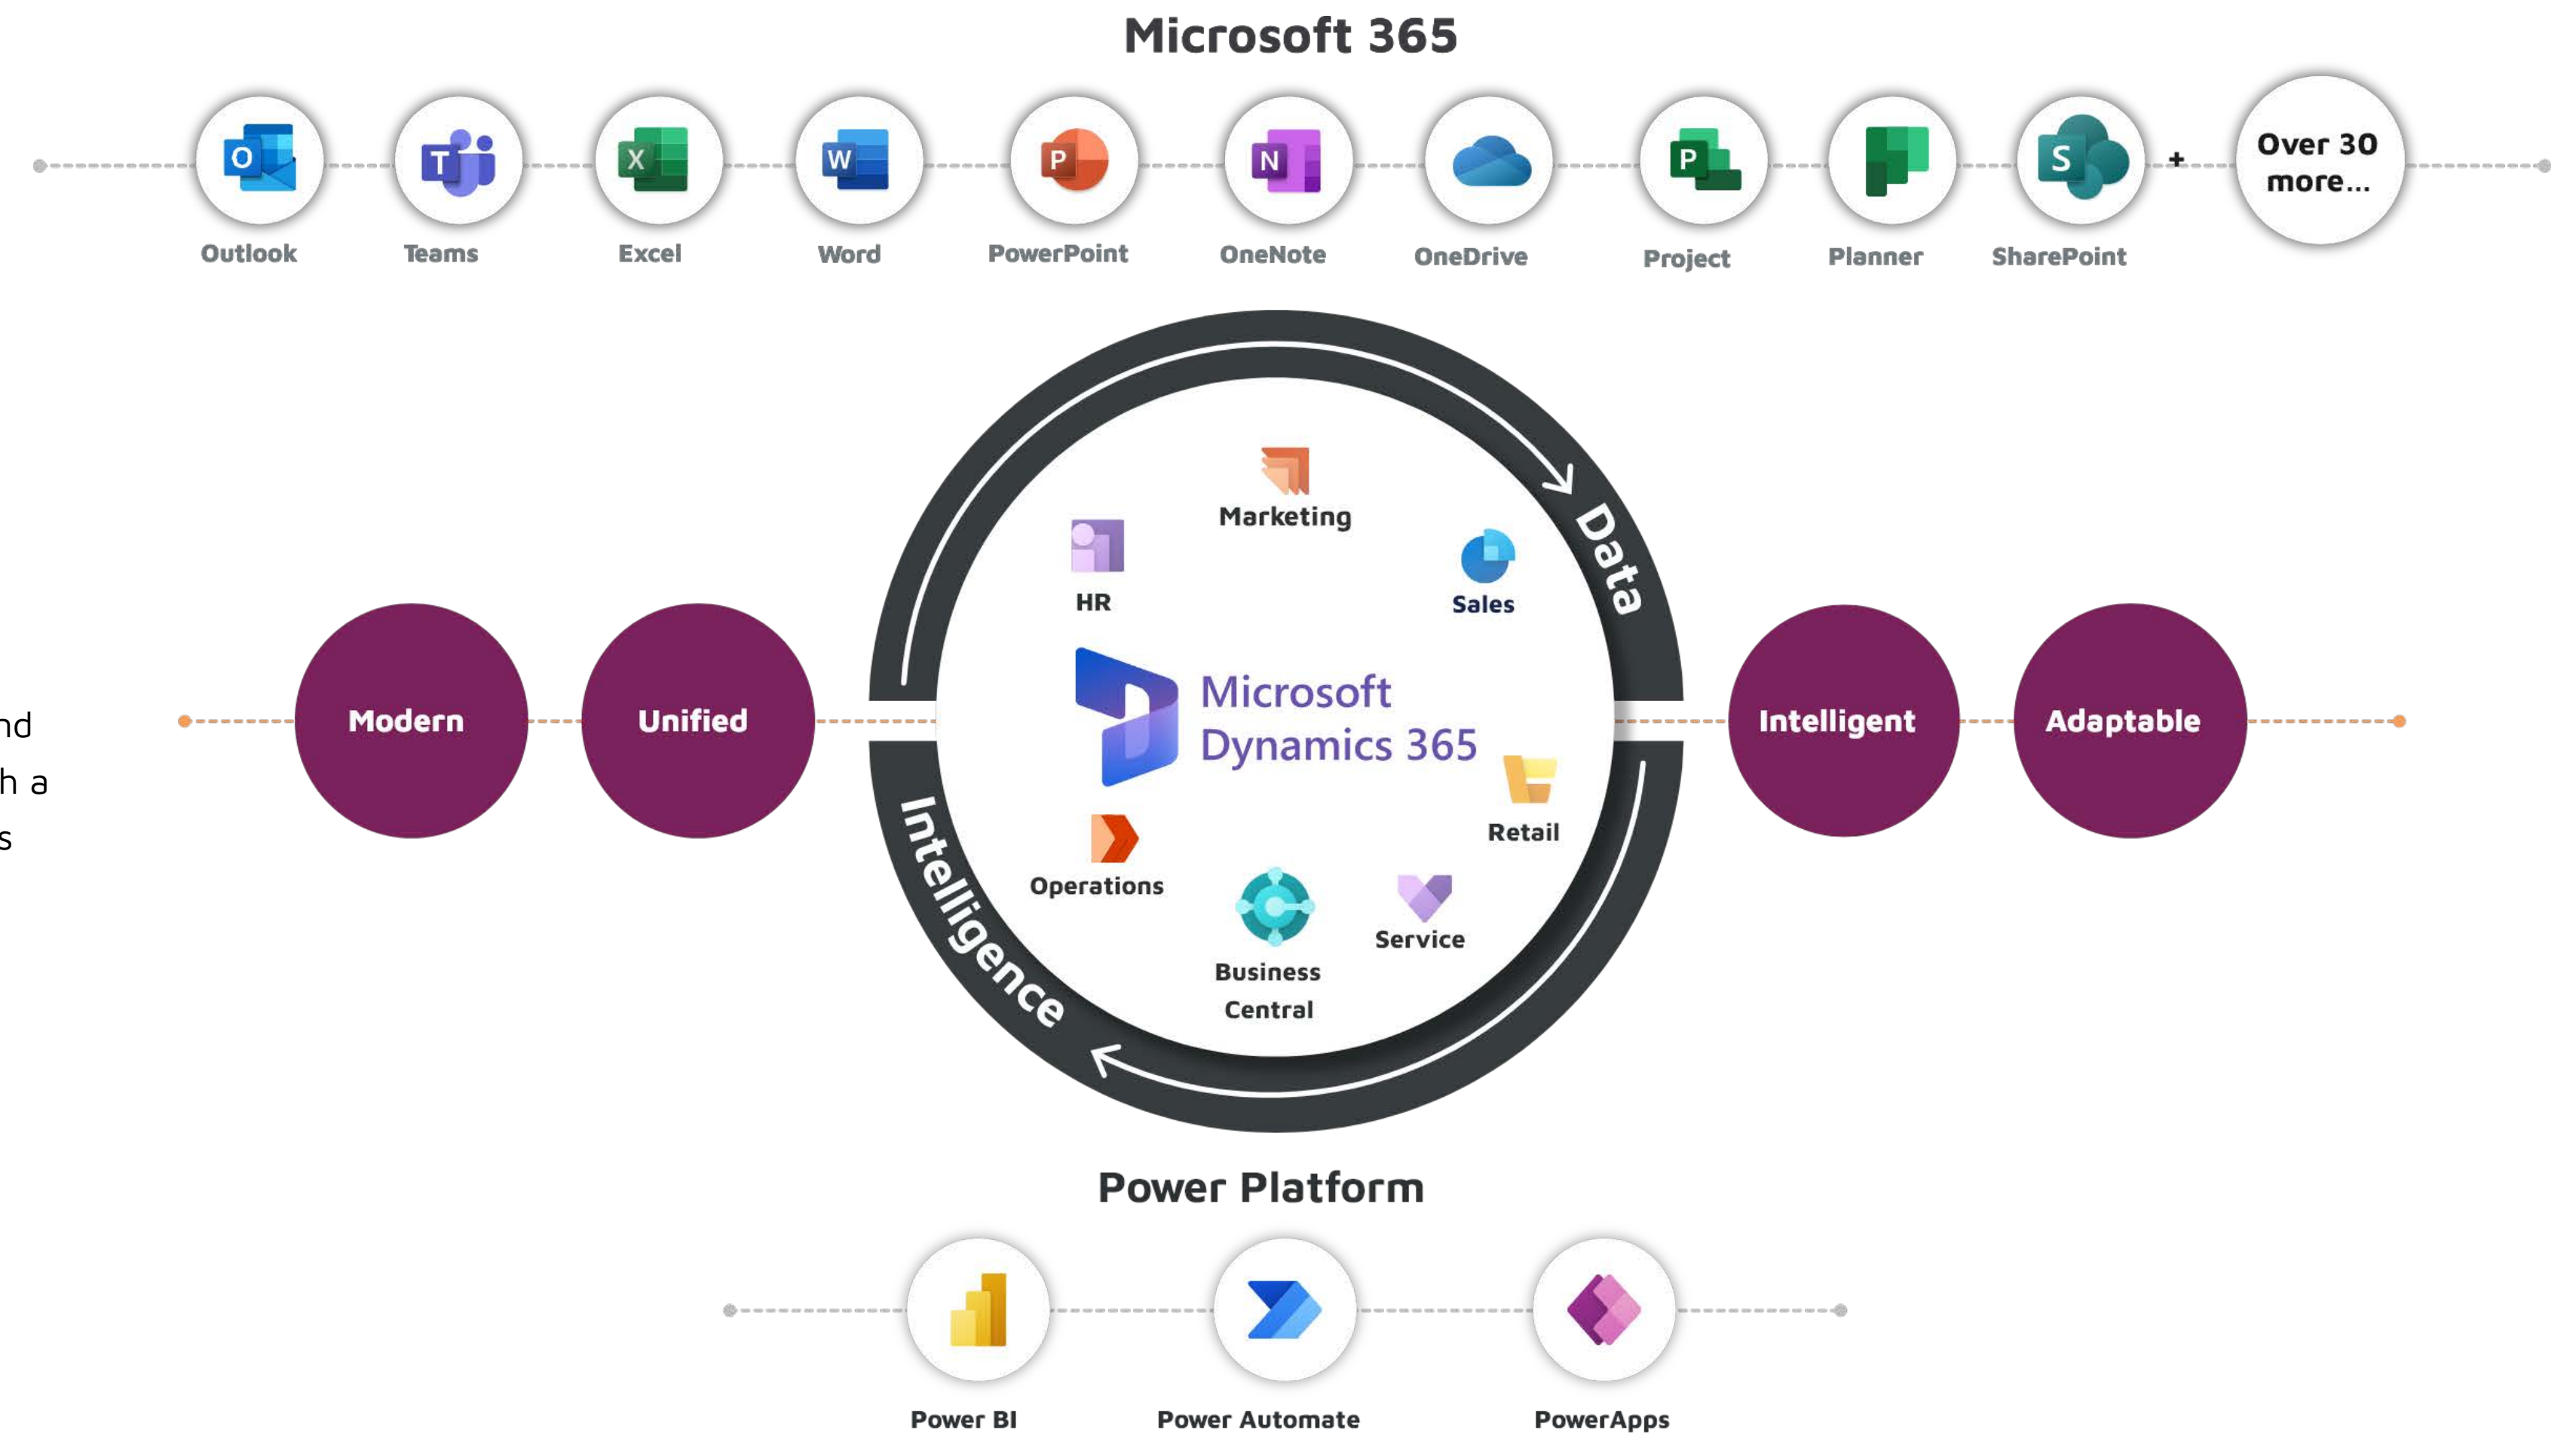 Microsoft 365
Over 30
more...
Outlook
Teams
Excel
Word
PowerPoint
OneNote
OneDrive
Project
Planner
SharePoint
+
Data
Marketing
HR
Sales
Modern
Unified
Microsoft
Dynamics 365
Intelligent
Adaptable
nd
h a
s
Retail
Operations
Service
Business
Central
Intelligence
Power Platform
Power BI
Power Automate
PowerApps